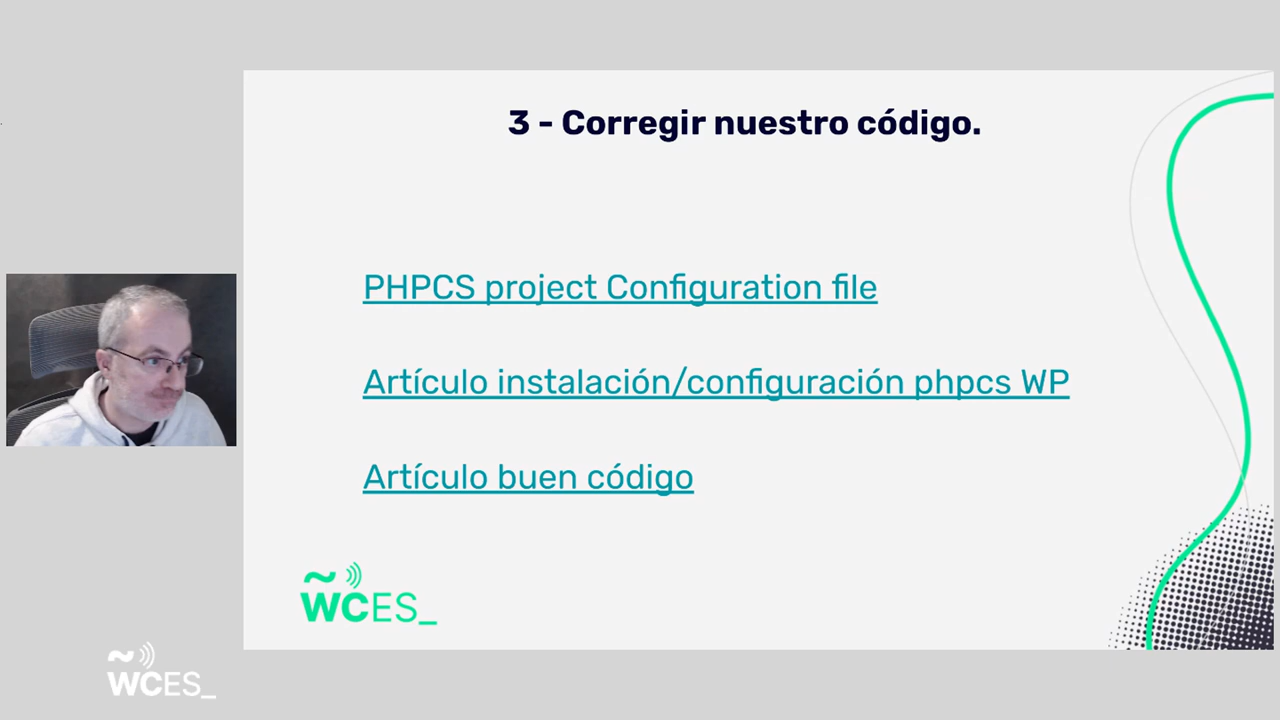 3 - Corregir nuestro código.
PHPCS project Configuration file
Artículo instalación/configuración phpcs WP
Artículo buen código
~ WCES_
~ WCES_